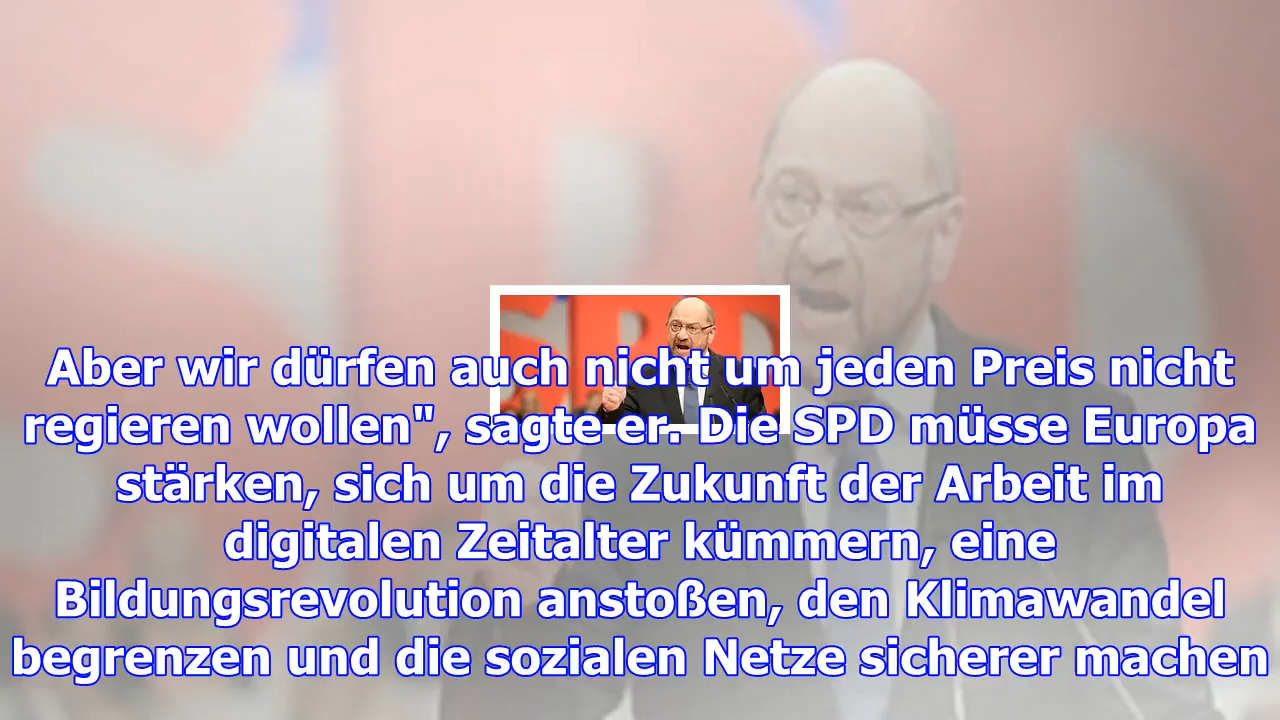 SPD
Aber wir dürfen auch nicht um jeden Preis nicht
regieren wollen", sagte er. Die SPD müsse Europa
stärken, sich um die Zukunft der Arbeit im
digitalen Zeitalter kümmern, eine
Bildungsrevolution anstoßen, den Klimawandel
begrenzen und die sozialen Netze sicherer machen